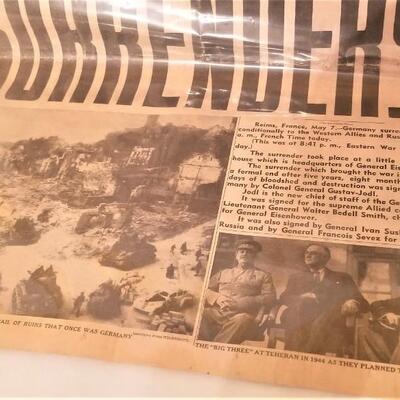 URRENDERS
Reims, France, May 7.—Germany surre
conditionally to the Western Allies and Rus
a. m., French Time today.
(This was at 8:41 p. m., Eastern War
day.)
The surrender took place at a little
house which is headquarters of General Ei
The surrender which brought the war i
a formal end after five years, eight month
days of bloodshed and destruction was sig
many by Colonel General Gustav-Jodl.
Jodl is the new chief of staff of the Ge
It was signed for the supreme Allied c
Lieutenant General Walter Bedell Smith, ch
for General Eisenhower.
It was also signed by General Ivan Sus
Russia and by General Francois Sevez for
AIL OF RUINS THAT ONCE WAS GERMANY
THE "BIG THREE" AT TEHERAN IN 1944 AS THEY PLANNED T